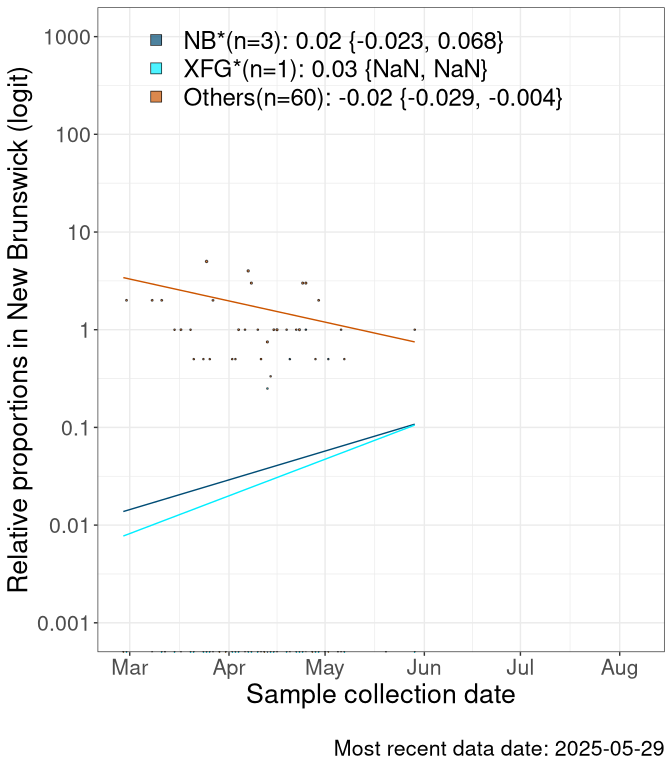 NB*(n=3): 0.02 {-0.023, 0.068}
XFG*(n=1): 0.03 {NaN, NaN}
Others(n=60): -0.02 {-0.029, -0.004}
Relative proportions in New Brunswick (logit)
1000
100
10
1
0.1
0.01
0.001
Mar Apr May Jun Jul Aug
Sample collection date
Most recent data date: 2025-05-29